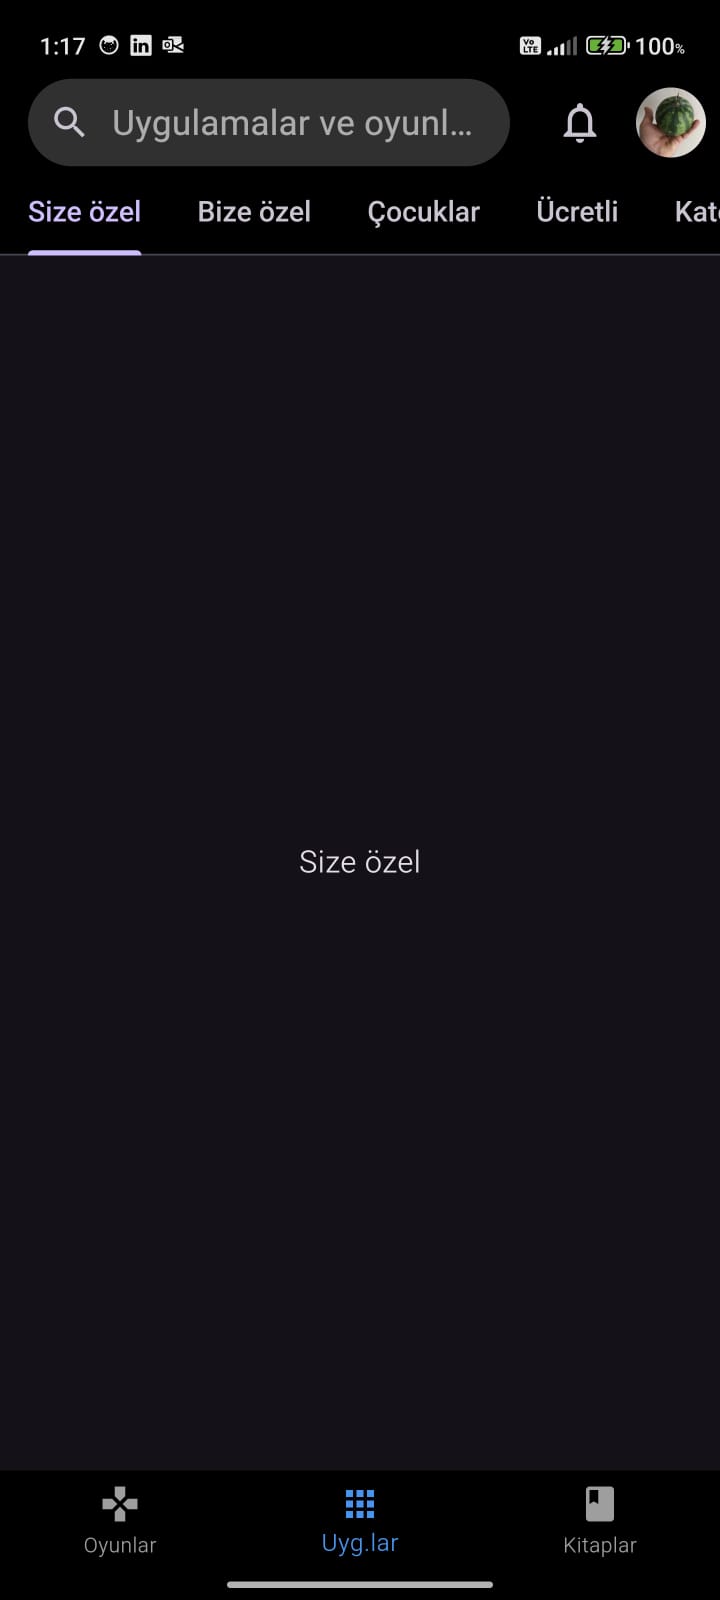 1:17 in Vo LTE 100%
Uygulamalar ve oyunl...
Size özel Bize özel Çocuklar Ücretli Kat
Size özel
Oyunlar Uyg.lar Kitaplar